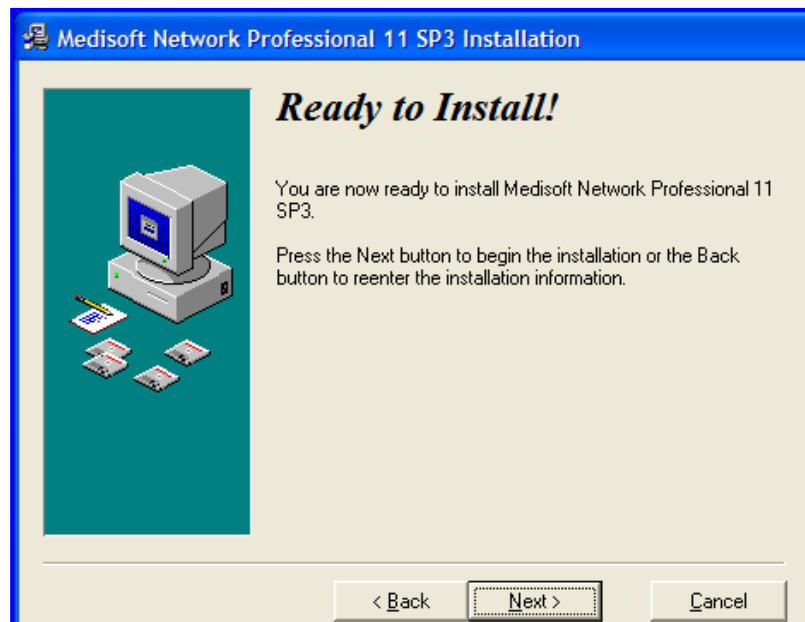 Medisoft Network Professional 11 SP3 Installation
Ready to Install!
You are now ready to install Medisoft Network Professional 11
SP3.
Press the Next button to begin the installation or the Back
button to reenter the installation information.
< Back
Next >
Cancel